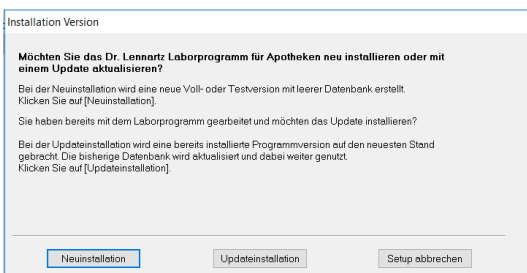 Installation Version
Möchten Sie das Dr. Lennartz Laborprogramm für Apotheken neu installieren oder mit
einem Update aktualisieren?
Bei der Neuinstallation wird eine neue Voll- oder Testversion mit leerer Datenbank erstellt.
Klicken Sie auf [Neuinstallation].
Sie haben bereits mit dem Laborprogramm gearbeitet und möchten das Update installieren?
Bei der Updateinstallation wird eine bereits installierte Programmversion auf den neuesten Stand
gebracht. Die bisherige Datenbank wird aktualisiert und dabei weiter genutzt.
Klicken Sie auf [Updateinstallation].
Neuinstallation Updateinstallation Setup abbrechen